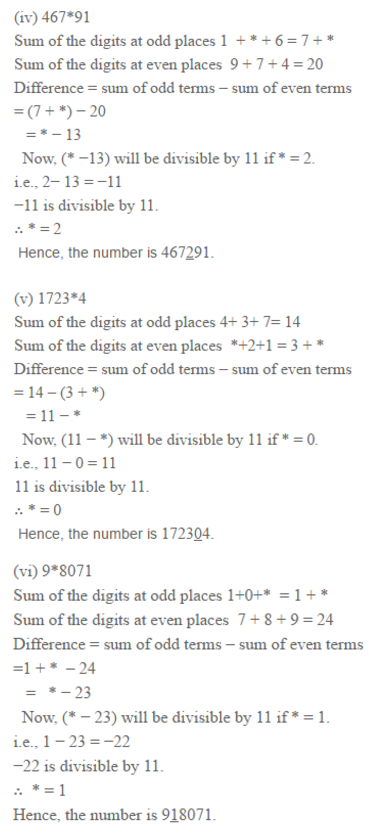 (iv) 467*91
Sum of the digits at odd places 1 + * + 6 = 7 + *
Sum of the digits at even places 9 + 7 + 4 = 20
Difference = sum of odd terms − sum of even terms
= (7 + *) − 20
= * − 13
Now, (* −13) will be divisible by 11 if * = 2.
i.e., 2− 13 = −11
−11 is divisible by 11.
∴ * = 2
Hence, the number is 467291.
(v) 1723*4
Sum of the digits at odd places 4+ 3+ 7= 14
Sum of the digits at even places *+2+1 = 3 + *
Difference = sum of odd terms − sum of even terms
= 14 − (3 + *)
= 11 − *
Now, (11 − *) will be divisible by 11 if * = 0.
i.e., 11 − 0 = 11
11 is divisible by 11.
∴ * = 0
Hence, the number is 172304.
(vi) 9*8071
Sum of the digits at odd places 1+0+* = 1 + *
Sum of the digits at even places 7 + 8 + 9 = 24
Difference = sum of odd terms − sum of even terms
=1 + * − 24
= * − 23
Now, (* − 23) will be divisible by 11 if * = 1.
i.e., 1 − 23 = −22
−22 is divisible by 11.
∴ * = 1
Hence, the number is 918071.